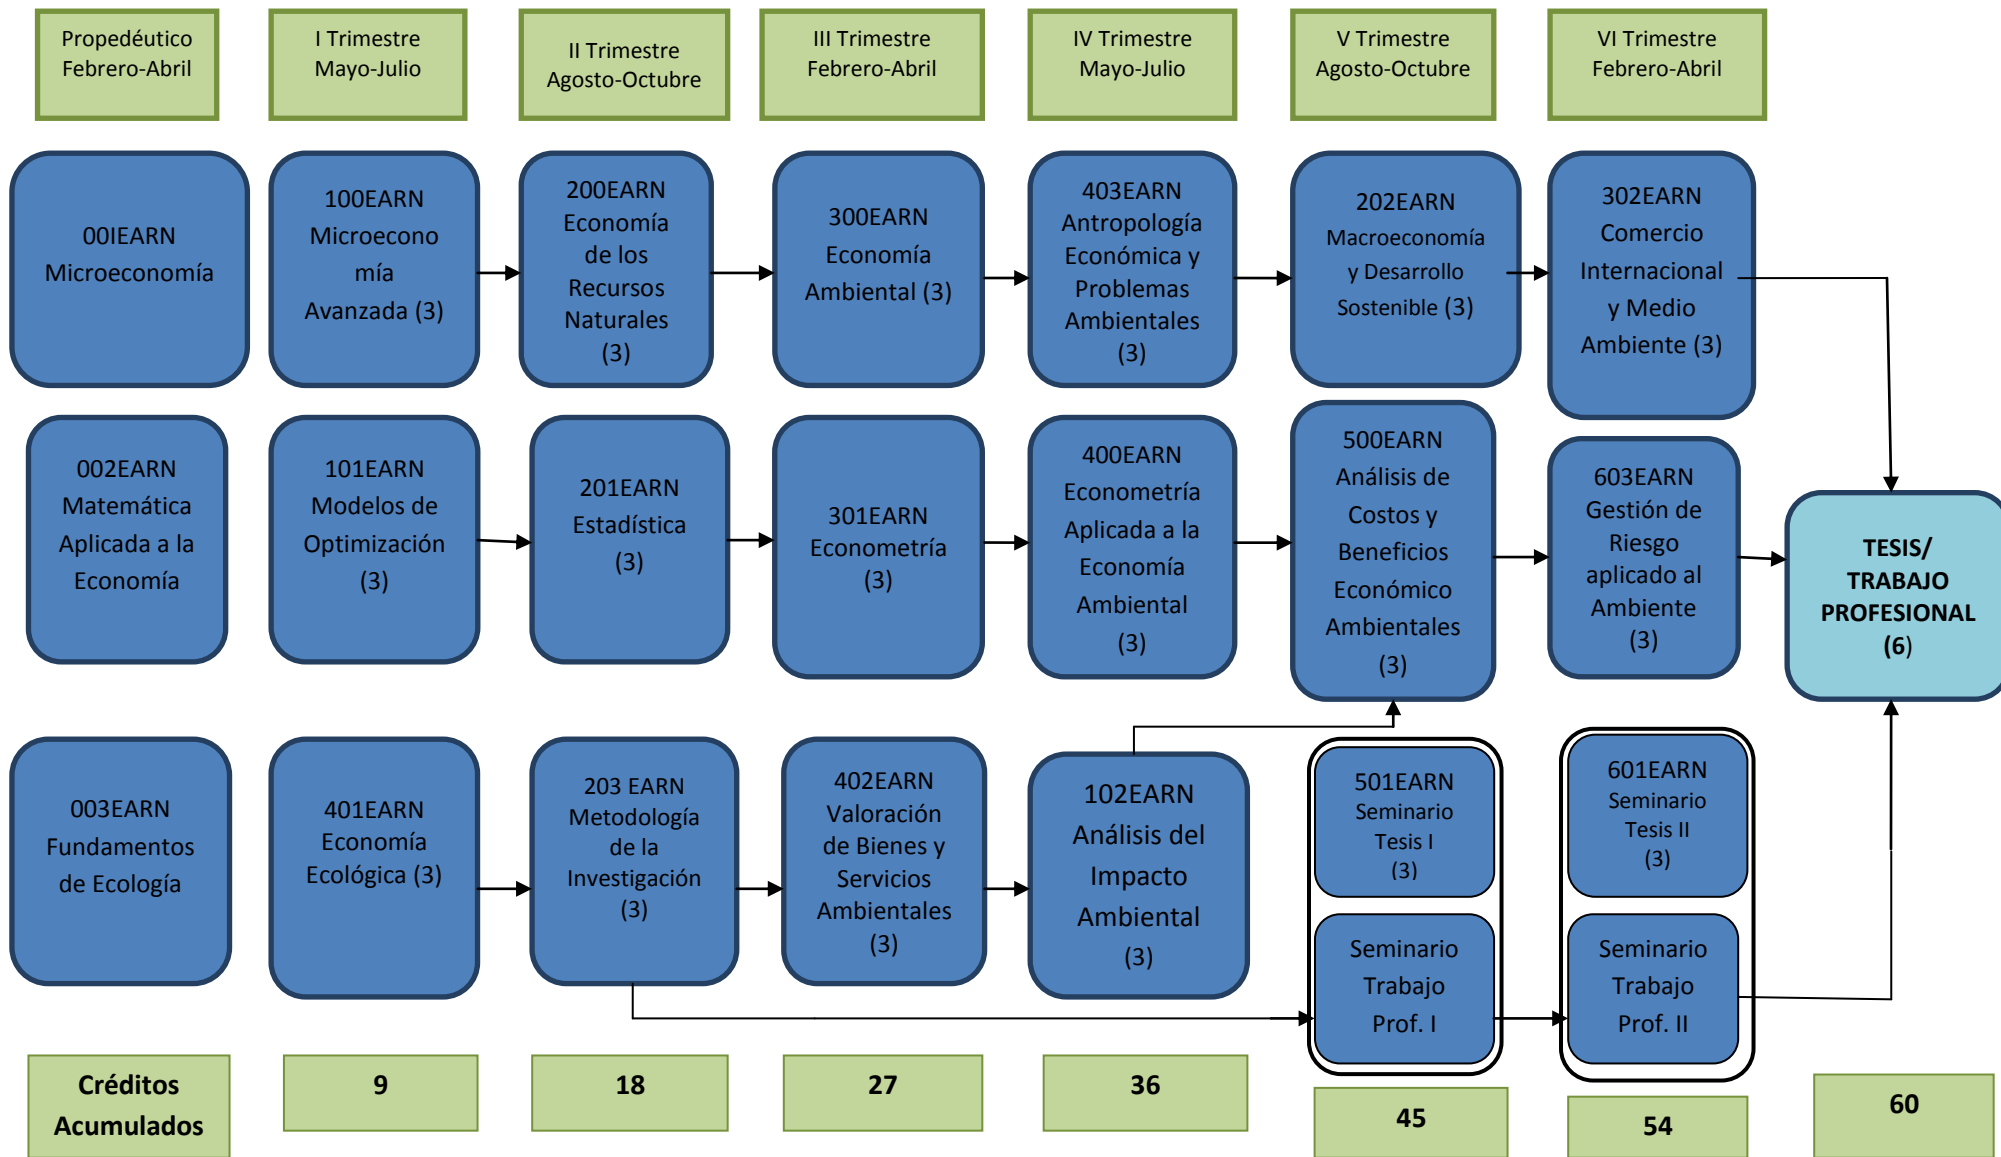 Propedéutico
Febrero-Abril
I Trimestre
Mayo-Julio
II Trimestre
Agosto-Octubre
III Trimestre
Febrero-Abril
IV Trimestre
Mayo-Julio
V Trimestre
Agosto-Octubre
VI Trimestre
Febrero-Abril
00IEARN
Microeconomía
100EARN
Microecono
mía
Avanzada (3)
200EARN
Economía
de los
Recursos
Naturales
(3)
300EARN
Economía
Ambiental (3)
403EARN
Antropología
Económica y
Problemas
Ambientales
(3)
202EARN
Macroeconomía
y Desarrollo
Sostenible (3)
302EARN
Comercio
Internacional
y Medio
Ambiente (3)
002EARN
Matemática
Aplicada a la
Economía
101EARN
Modelos de
Optimización
(3)
201EARN
Estadística
(3)
301EARN
Econometría
(3)
400EARN
Econometría
Aplicada a la
Economía
Ambiental
(3)
500EARN
Análisis de
Costos y
Beneficios
Económico
Ambientales
(3)
603EARN
Gestión de
Riesgo
aplicado al
Ambiente
(3)
TESIS/
TRABAJO
PROFESIONAL
(6)
003EARN
Fundamentos
de Ecología
401EARN
Economía
Ecológica (3)
203 EARN
Metodología
de la
Investigación
(3)
402EARN
Valoración
de Bienes y
Servicios
Ambientales
(3)
102EARN
Análisis del
Impacto
Ambiental
(3)
501EARN
Seminario
Tesis I
(3)
Seminario
Trabajo
Prof. I
601EARN
Seminario
Tesis II
(3)
Seminario
Trabajo
Prof. II
Créditos
Acumulados
9
18
27
36
45
54
60